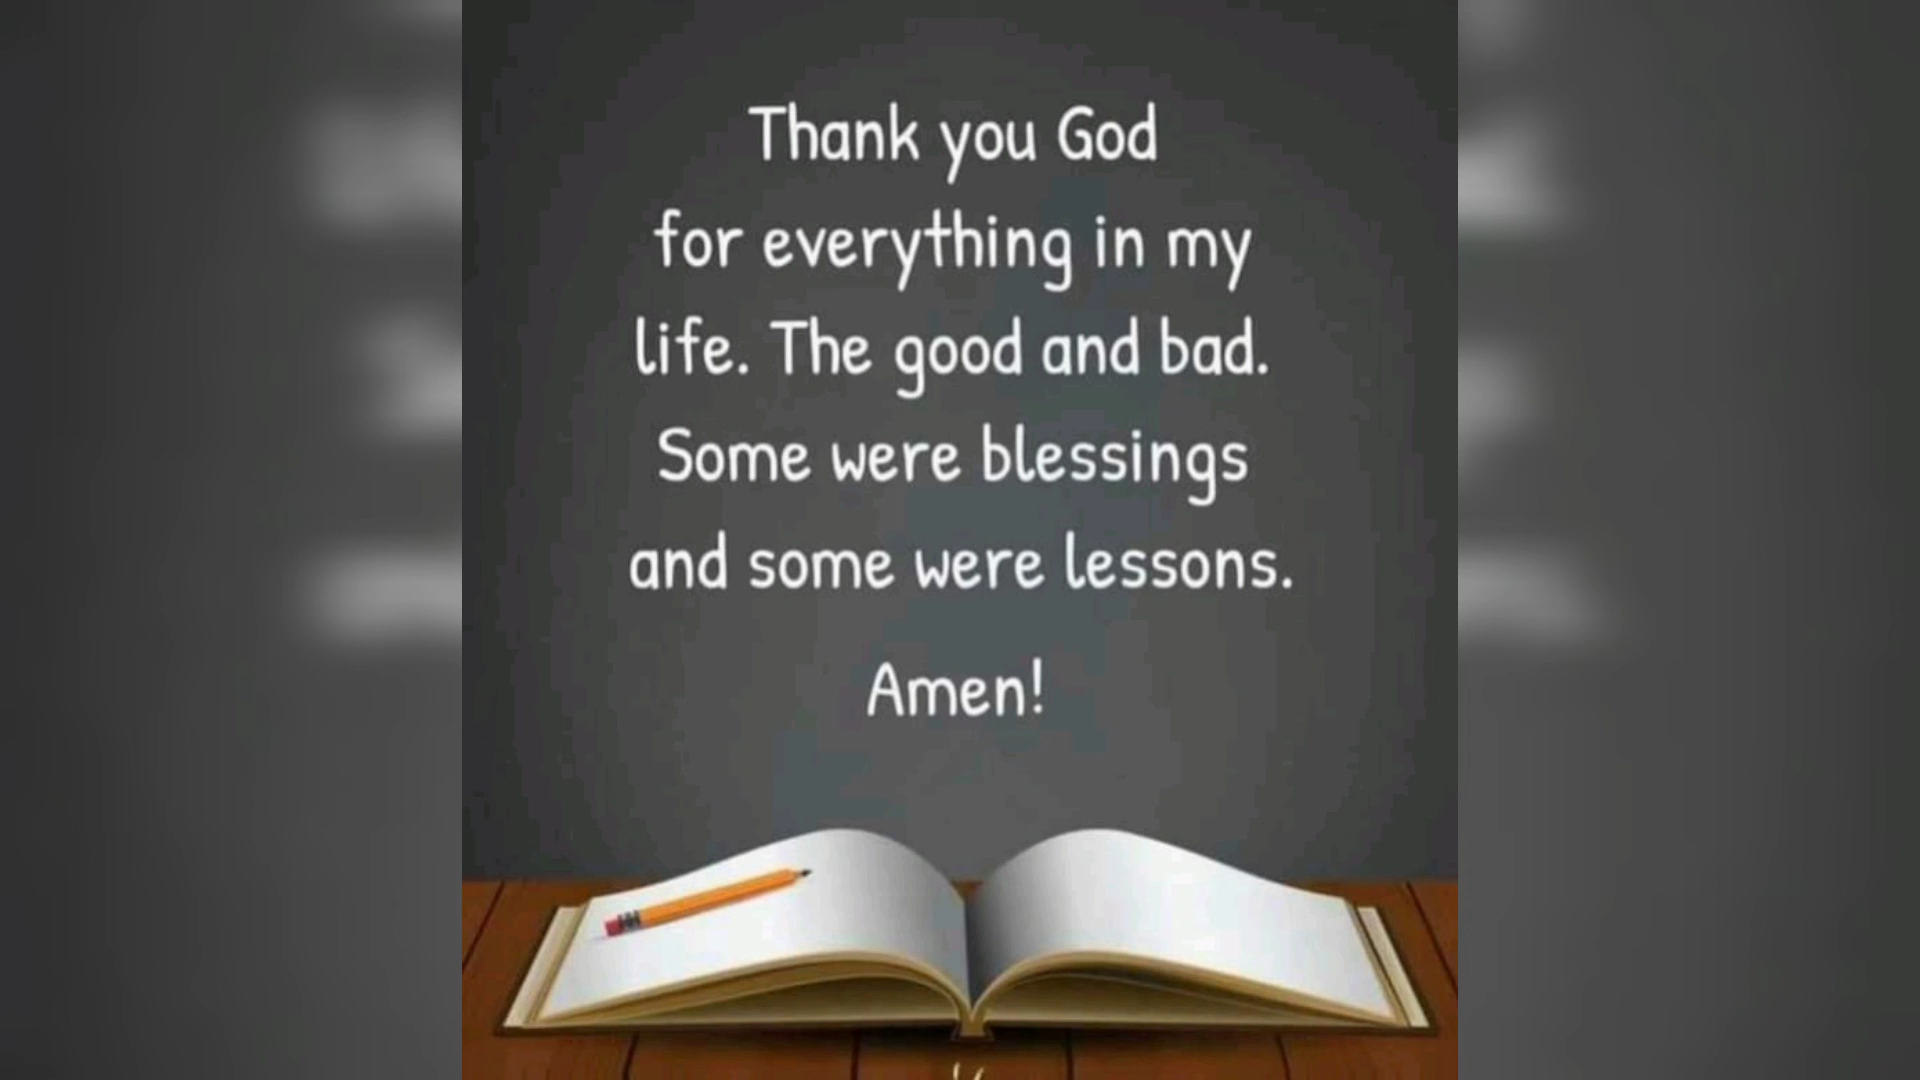 Thank you God
for everything in my
life. The good and bad.
Some were blessings
and some were lessons.
Amen!